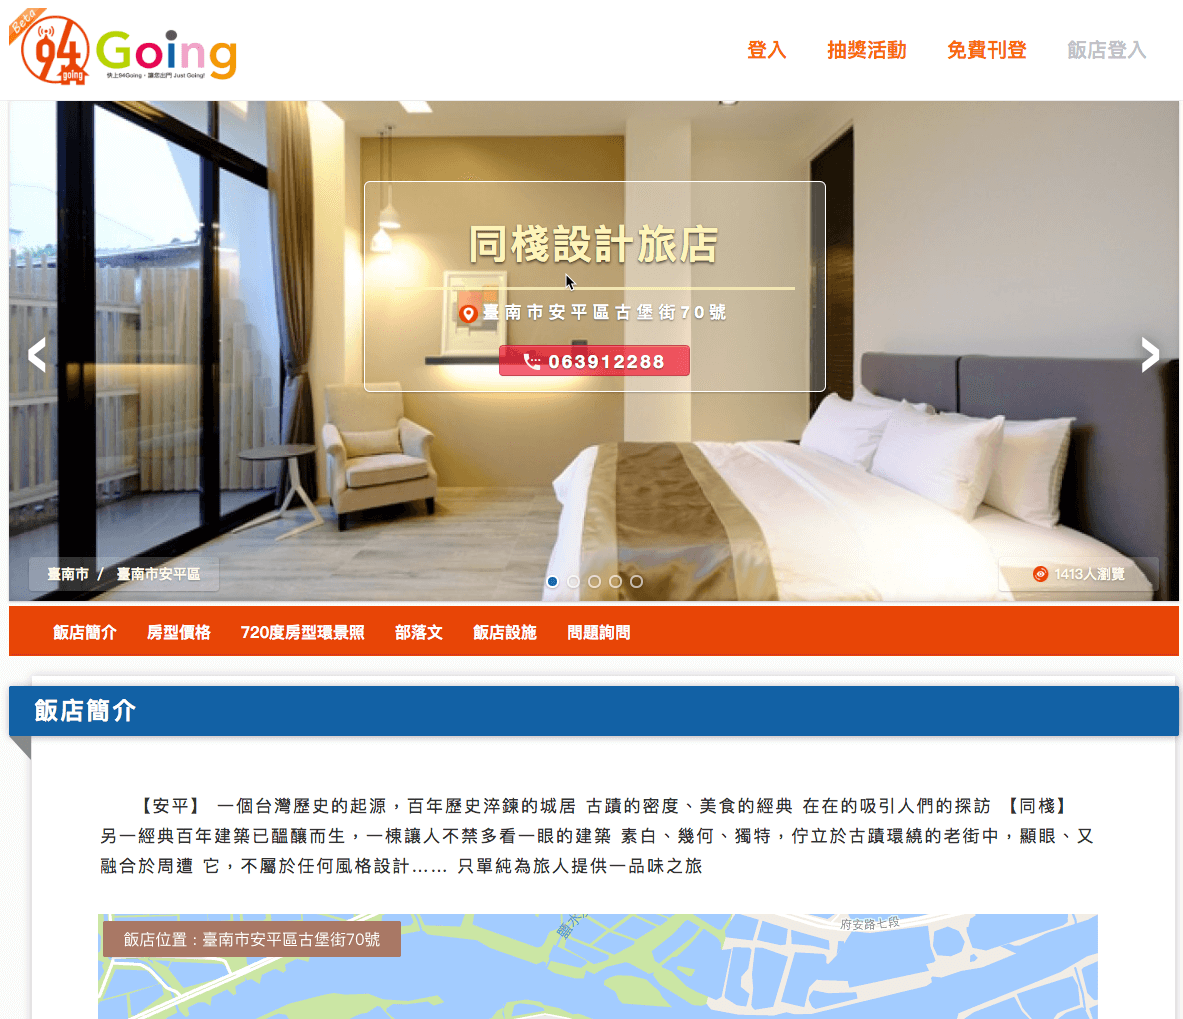 Beta
94
going
Going
快上94Going，讓您出門 Just Going!
登入 抽獎活動 免費刊登 飯店登入
同棧設計旅店
臺南市安平區古堡街70號
063912288
臺南市 / 臺南市安平區
1413人瀏覽
飯店簡介 房型價格 720度房型環景照 部落文 飯店設施 問題詢問
飯店簡介
【安平】 一個台灣歷史的起源，百年歷史淬鍊的城居 古蹟的密度、美食的經典 在在的吸引人們的探訪 【同棧】
另一經典百年建築已醞釀而生，一棟讓人不禁多看一眼的建築 素白、幾何、獨特，佇立於古蹟環繞的老街中，顯眼、又
融合於周遭 它，不屬於任何風格設計…… 只單純為旅人提供一品味之旅
飯店位置：臺南市安平區古堡街70號
鹽水
府安路七段